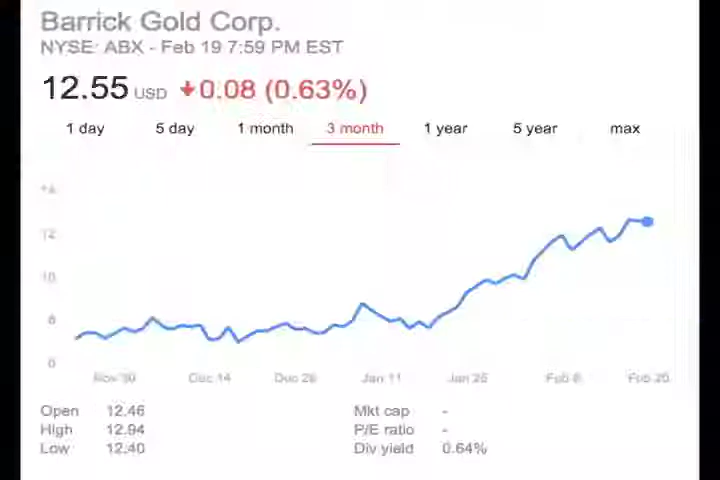 Barrick Gold Corp.
NYSE: ABX - Feb 19 7:59 PM EST
12.55 USD 0.08 (0.63%)
1 day 5 day 1 month 3 month 1 year 5 year max
14
12
10
8
6
Nov 30 Dec 14 Dec 28 Jan 11 Jan 25 Feb 8 Feb 20
Open 12.46 Mkt cap -
High 12.94 P/E ratio -
Low 12.40 Div yield 0.64%